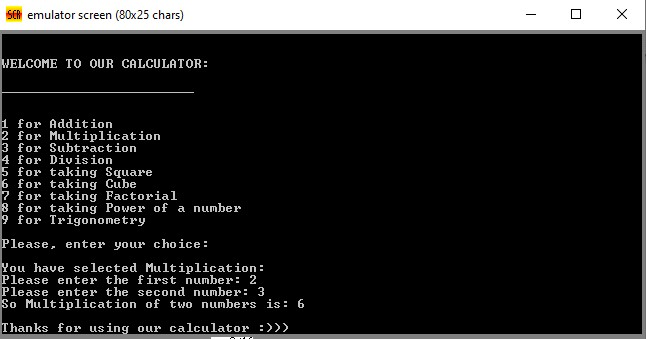 SCR emulator screen (80x25 chars)
WELCOME TO OUR CALCULATOR:
________________________
1 for Addition
2 for Multiplication
3 for Subtraction
4 for Division
5 for taking Square
6 for taking Cube
7 for taking Factorial
8 for taking Power of a number
9 for Trigonometry
Please, enter your choice:
You have selected Multiplication:
Please enter the first number: 2
Please enter the second number: 3
So Multiplication of two numbers is: 6
Thanks for using our calculator :)))